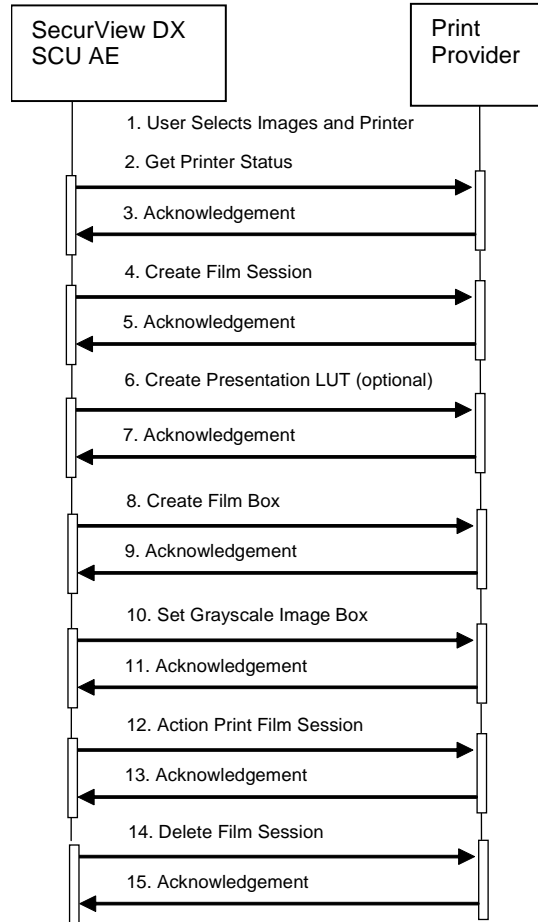 SecurView DX
SCU AE
Print
Provider
1. User Selects Images and Printer
2. Get Printer Status
3. Acknowledgement
4. Create Film Session
5. Acknowledgement
6. Create Presentation LUT (optional)
7. Acknowledgement
8. Create Film Box
9. Acknowledgement
10. Set Grayscale Image Box
11. Acknowledgement
12. Action Print Film Session
13. Acknowledgement
14. Delete Film Session
15. Acknowledgement